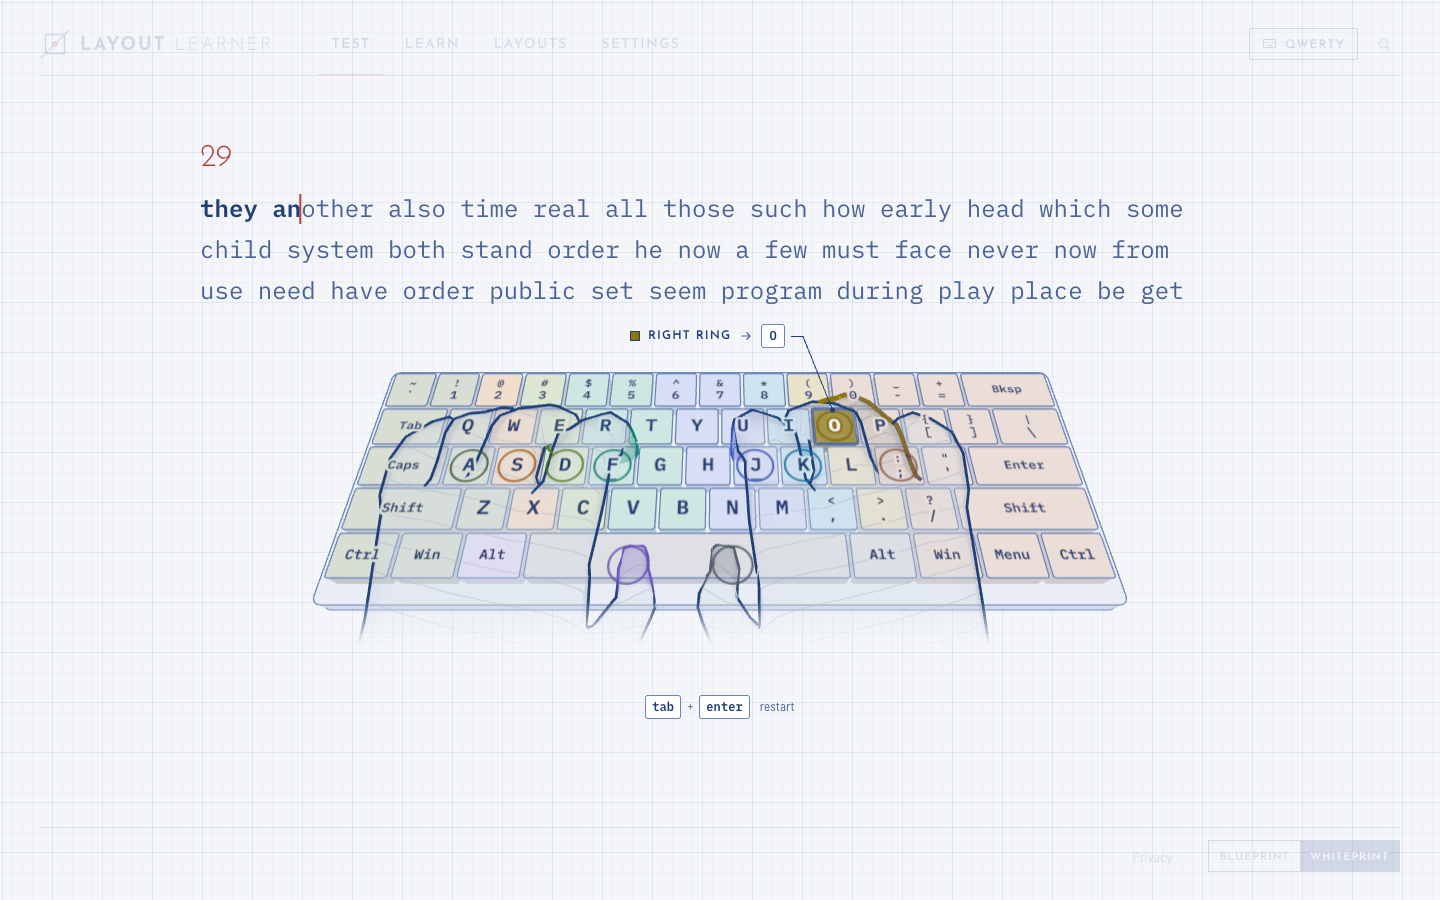 LAYOUT LEARNER TEST LEARN LAYOUTS SETTINGS QWERTY
29
they another also time real all those such how early head which some
child system both stand order he now a few must face never now from
use need have order public set seem program during play place be get
RIGHT RING → O
~ ` ! 1 @ 2 # 3 $ 4 % 5 ^ 6 & 7 * 8 ( 9 ) 0 _ - + = Bksp
Tab Q W E R T Y U I O P { [ } ] | \
Caps A S D F G H J K L : ; " ' Enter
Shift Z X C V B N M < , > . ? / Shift
Ctrl Win Alt Alt Win Menu Ctrl
tab + enter restart
Privacy BLUEPRINT WHITEPRINT